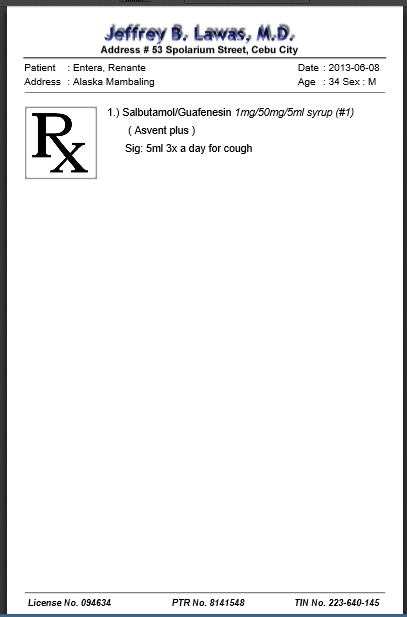 Jeffrey B. Lawas, M.D.
Address # 53 Spolarium Street, Cebu City
Patient : Entera, Renante Date : 2013-06-08
Address : Alaska Mambaling Age : 34 Sex : M
Rx
1.) Salbutamol/Guafenesin 1mg/50mg/5ml syrup (#1)
( Asvent plus )
Sig: 5ml 3x a day for cough
License No. 094634 PTR No. 8141548 TIN No. 223-640-145